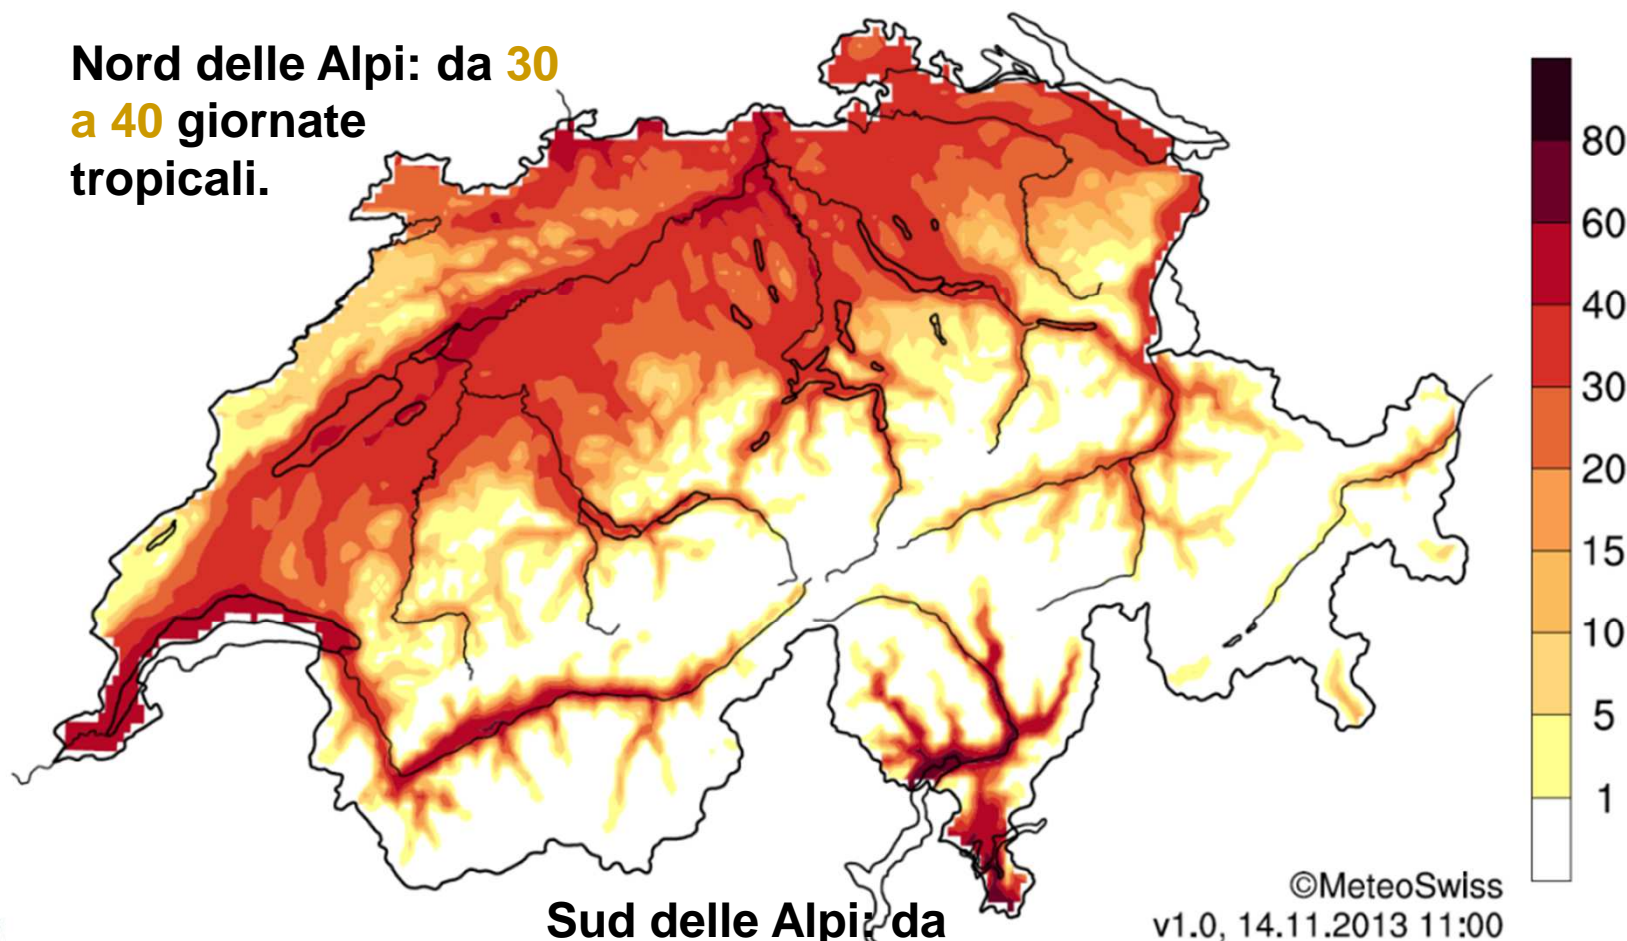 Nord delle Alpi: da 30
a 40 giornate
tropicali.
80
60
40
30
20
15
10
5
1
©MeteoSwiss
v1.0, 14.11.2013 11:00
Sud delle Alpi: da